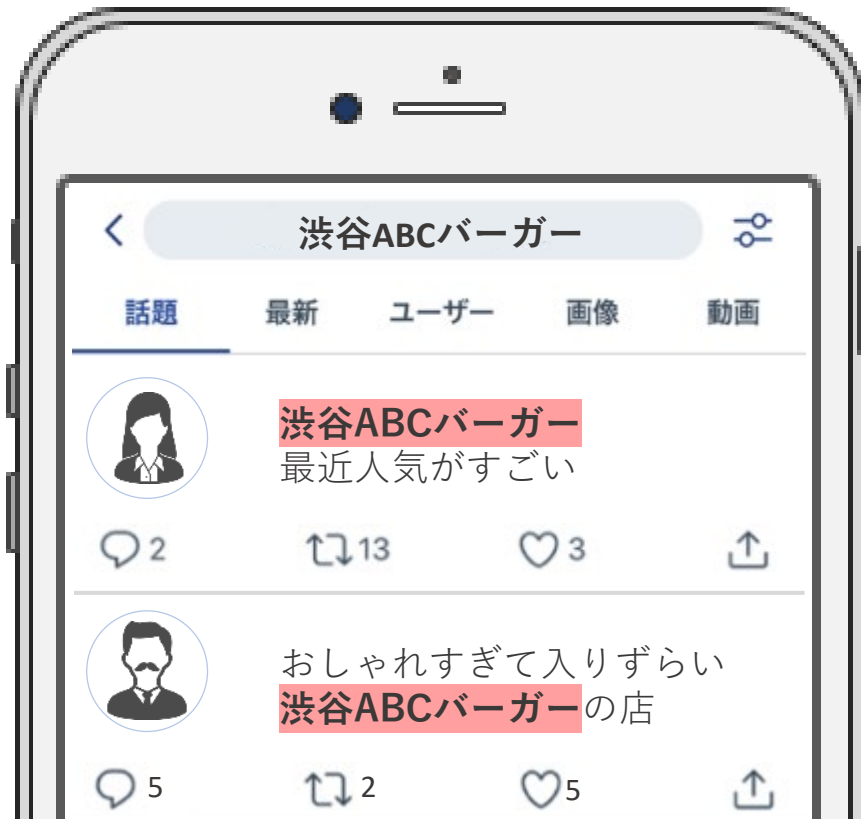 渋谷ABCバーガー
話題 最新 ユーザー 画像 動画
渋谷ABCバーガー
最近人気がすごい
2 13 3
おしゃれすぎて入りずらい
渋谷ABCバーガーの店
5 2 5